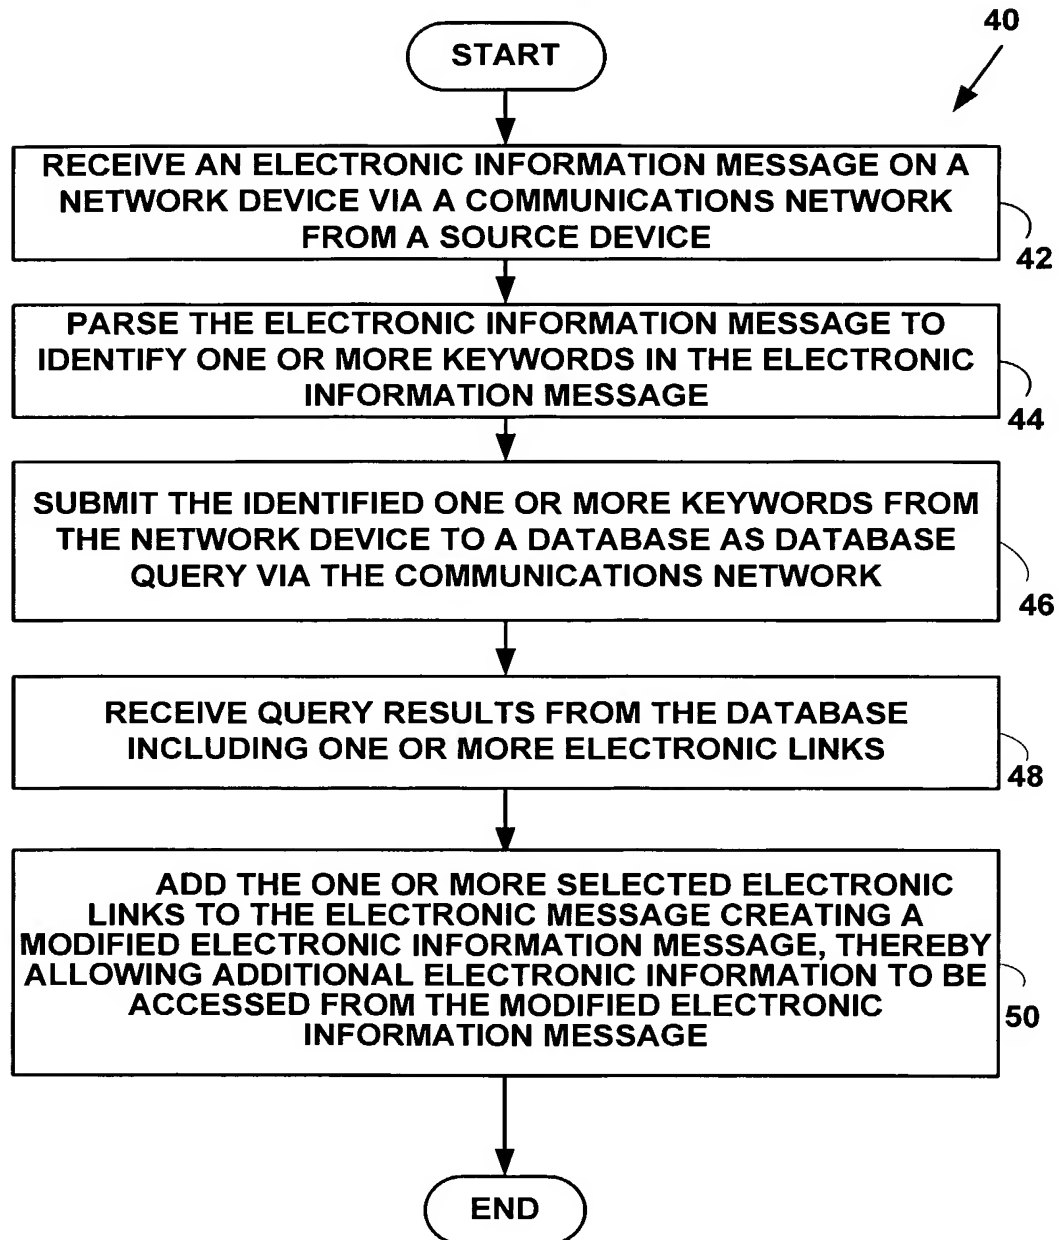 40
START
RECEIVE AN ELECTRONIC INFORMATION MESSAGE ON A
NETWORK DEVICE VIA A COMMUNICATIONS NETWORK
FROM A SOURCE DEVICE
42
PARSE THE ELECTRONIC INFORMATION MESSAGE TO
IDENTIFY ONE OR MORE KEYWORDS IN THE ELECTRONIC
INFORMATION MESSAGE
44
SUBMIT THE IDENTIFIED ONE OR MORE KEYWORDS FROM
THE NETWORK DEVICE TO A DATABASE AS DATABASE
QUERY VIA THE COMMUNICATIONS NETWORK
46
RECEIVE QUERY RESULTS FROM THE DATABASE
INCLUDING ONE OR MORE ELECTRONIC LINKS
48
ADD THE ONE OR MORE SELECTED ELECTRONIC
LINKS TO THE ELECTRONIC MESSAGE CREATING A
MODIFIED ELECTRONIC INFORMATION MESSAGE, THEREBY
ALLOWING ADDITIONAL ELECTRONIC INFORMATION TO BE
ACCESSED FROM THE MODIFIED ELECTRONIC
INFORMATION MESSAGE
50
END